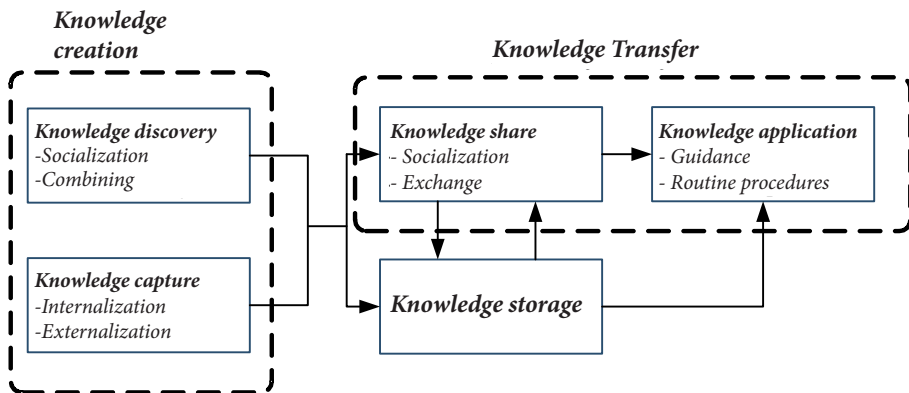 Knowledge
creation
Knowledge discovery
-Socialization
-Combining
Knowledge capture
-Internalization
-Externalization
Knowledge Transfer
Knowledge share
- Socialization
- Exchange
Knowledge application
- Guidance
- Routine procedures
Knowledge storage